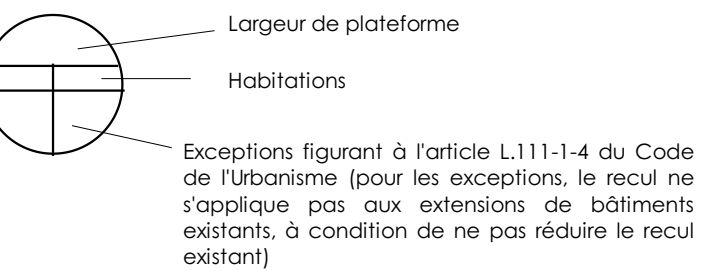 Largeur de plateforme
Habitations
Exceptions figurant à l'article L.111-1-4 du Code
de l'Urbanisme (pour les exceptions, le recul ne
s'applique pas aux extensions de bâtiments
existants, à condition de ne pas réduire le recul
existant)